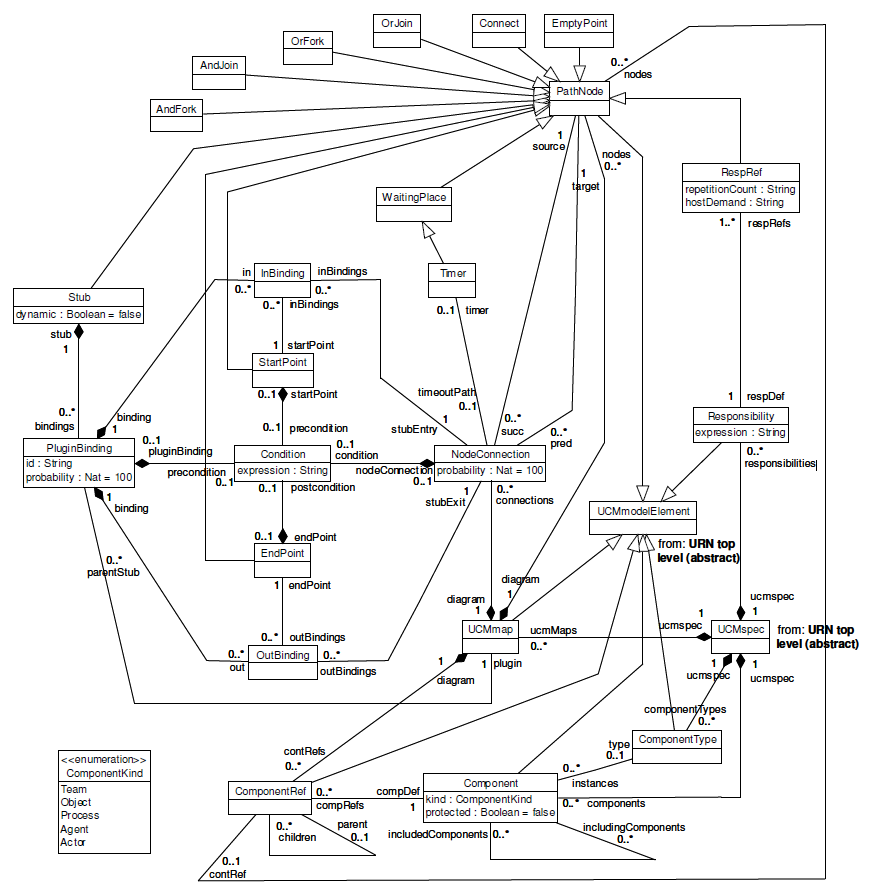 OrJoin
Connect
EmptyPoint
OrFork
0..*
nodes
AndJoin
PathNode
AndFork
1
source
nodes
0..*
1
target
RespRef
repetitionCount : String
hostDemand : String
WaitingPlace
1..*
respRefs
in
InBinding
inBindings
Timer
0..*
0..*
0..*
inBindings
0..1
timer
Stub
dynamic : Boolean = false
stub
1
1
startPoint
StartPoint
0..1
startPoint
timeoutPath
0..1
1
respDef
0..*
bindings
binding
1
precondition
0..1
1
stubEntry
0..*
succ
Responsibility
expression : String
0..*
pred
PluginBinding
id : String
probability : Nat = 100
0..1
pluginBinding
precondition
0..1
Condition
expression : String
0..1
condition
nodeConnection
0..1
NodeConnection
probability : Nat = 100
0..*
responsibilities
0..1
postcondition
1
stubExit
0..*
connections
1
binding
UCMmodelElement
0..1
endPoint
from: URN top
level (abstract)
EndPoint
0..*
parentStub
1
endPoint
diagram
1
diagram
1
ucmspec
1
UCMmap
ucmMaps
0..*
1
ucmspec
UCMspec
from: URN top
level (abstract)
0..*
outBindings
OutBinding
0..*
out
0..*
outBindings
1
diagram
1
plugin
1
ucmspec
1
ucmspec
componentTypes
0..*
ComponentType
type
0..1
contRefs
0..*
<<enumeration>>
ComponentKind
Team
Object
Process
Agent
Actor
ComponentRef
0..*
compRefs
compDef
1
Component
kind : ComponentKind
protected : Boolean = false
0..*
instances
0..*
components
0..*
children
parent
0..1
includedComponents
0..*
includingComponents
0..*
0..1
contRef